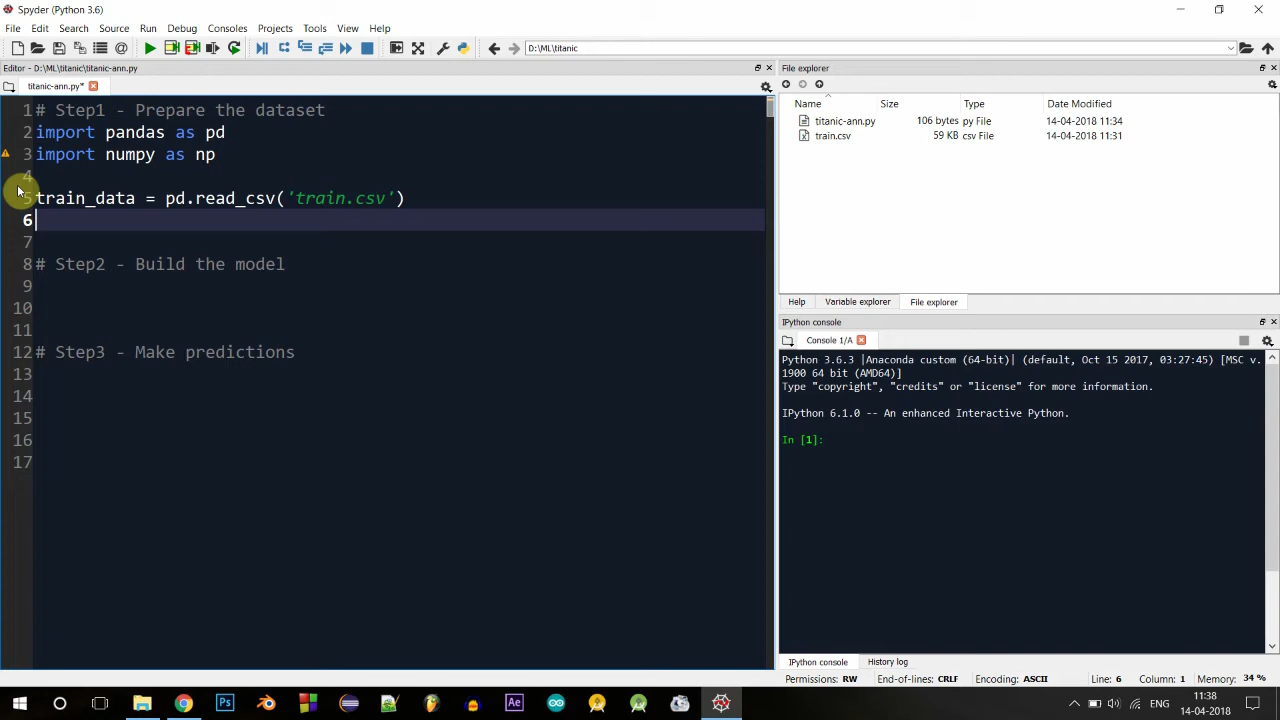 Spyder (Python 3.6)
File Edit Search Source Run Debug Consoles Projects Tools View Help
D:\ML\titanic
Editor - D:\ML\titanic\titanic-ann.py
titanic-ann.py*
1 # Step1 - Prepare the dataset
2 import pandas as pd
3 import numpy as np
4
5 train_data = pd.read_csv('train.csv')
6
7
8 # Step2 - Build the model
9
10
11
12 # Step3 - Make predictions
13
14
15
16
17
File explorer
Name Size Type Date Modified
titanic-ann.py 106 bytes py File 14-04-2018 11:34
train.csv 59 KB csv File 14-04-2018 11:31
Help Variable explorer File explorer
IPython console
Console 1/A
Python 3.6.3 |Anaconda custom (64-bit)| (default, Oct 15 2017, 03:27:45) [MSC v.
1900 64 bit (AMD64)]
Type "copyright", "credits" or "license" for more information.
IPython 6.1.0 -- An enhanced Interactive Python.
In [1]:
IPython console History log
Permissions: RW End-of-lines: CRLF Encoding: ASCII Line: 6 Column: 1 Memory: 34 %
Ps Ae ENG 11:38
14-04-2018